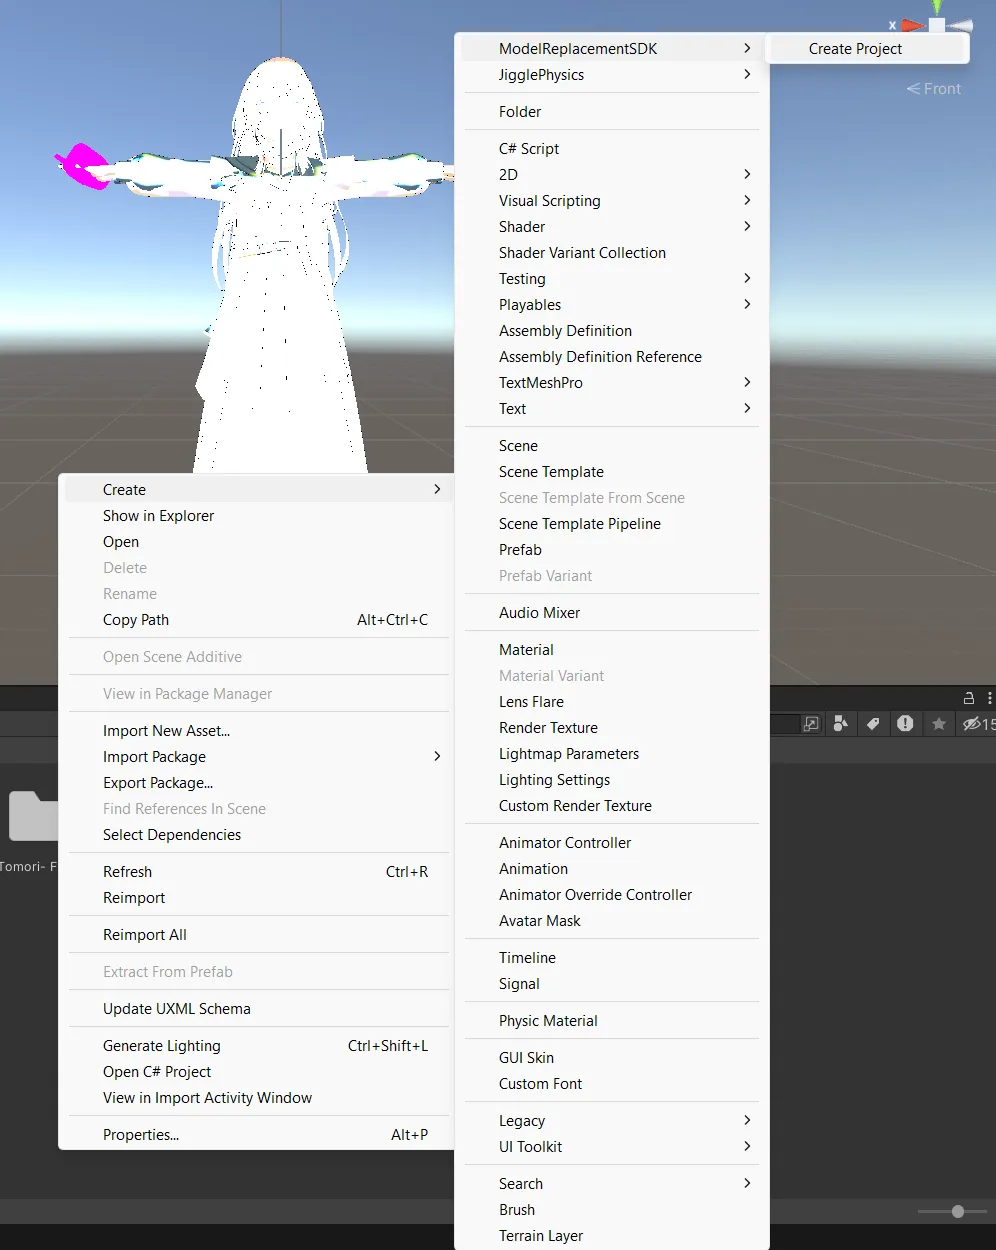 x
Front
ModelReplacementSDK
Create Project
JigglePhysics
Folder
C# Script
2D
Visual Scripting
Shader
Shader Variant Collection
Testing
Playables
Assembly Definition
Assembly Definition Reference
TextMeshPro
Text
Scene
Scene Template
Scene Template From Scene
Scene Template Pipeline
Prefab
Prefab Variant
Audio Mixer
Material
Material Variant
Lens Flare
Render Texture
Lightmap Parameters
Lighting Settings
Custom Render Texture
Animator Controller
Animation
Animator Override Controller
Avatar Mask
Timeline
Signal
Physic Material
GUI Skin
Custom Font
Legacy
UI Toolkit
Search
Brush
Terrain Layer
Create
Show in Explorer
Open
Delete
Rename
Copy Path Alt+Ctrl+C
Open Scene Additive
View in Package Manager
Import New Asset...
Import Package
Export Package...
Find References In Scene
Select Dependencies
Refresh Ctrl+R
Reimport
Reimport All
Extract From Prefab
Update UXML Schema
Generate Lighting Ctrl+Shift+L
Open C# Project
View in Import Activity Window
Properties... Alt+P
15
Tomori- F